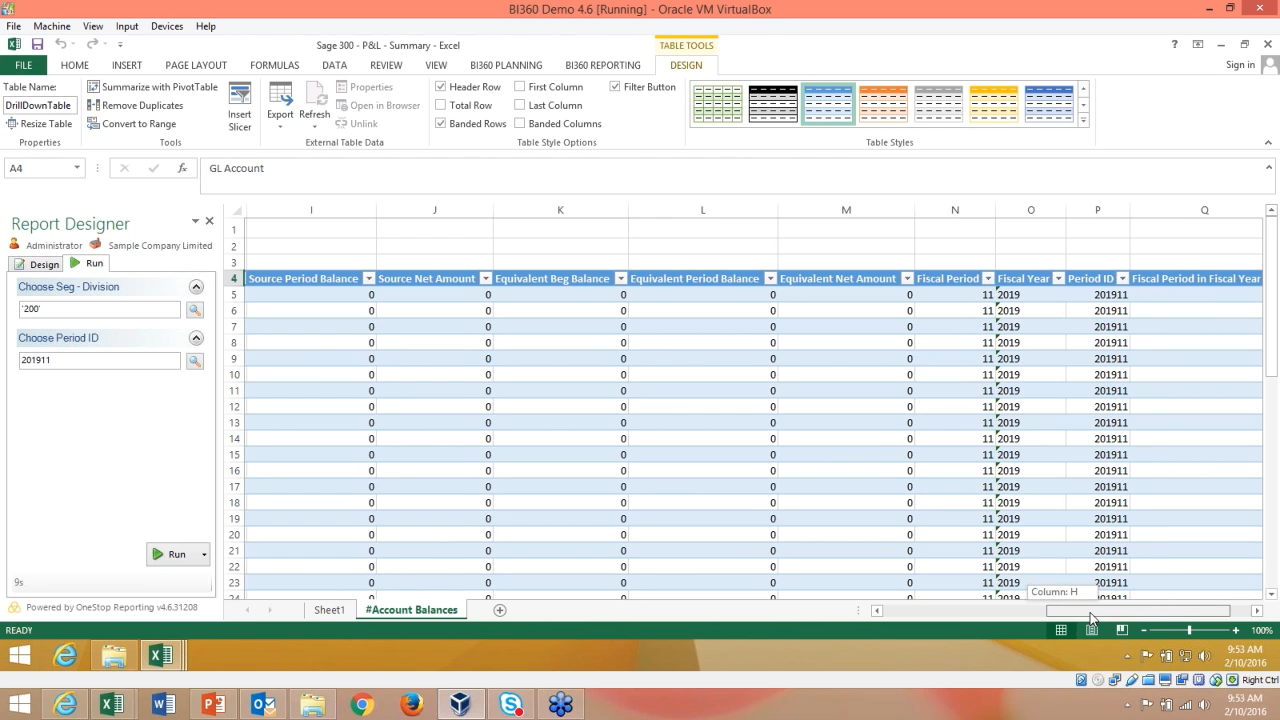 BI360 Demo 4.6 [Running] - Oracle VM VirtualBox
File Machine View Input Devices Help
Sage 300 - P&L - Summary - Excel
TABLE TOOLS
FILE HOME INSERT PAGE LAYOUT FORMULAS DATA REVIEW VIEW BI360 PLANNING BI360 REPORTING DESIGN
Sign in
Table Name:
DrillDownTable
Resize Table
Properties
Summarize with PivotTable
Remove Duplicates
Convert to Range
Tools
Insert
Slicer
Export
Refresh
Properties
Open in Browser
Unlink
External Table Data
Header Row
Total Row
Banded Rows
First Column
Last Column
Banded Columns
Filter Button
Table Style Options
Table Styles
A4
fx
GL Account
Report Designer
Administrator Sample Company Limited
Design Run
Choose Seg - Division
'200'
Choose Period ID
201911
Run
9s
Powered by OneStop Reporting v4.6.31208
I J K L M N O P Q
1
2
3
4 Source Period Balance Source Net Amount Equivalent Beg Balance Equivalent Period Balance Equivalent Net Amount Fiscal Period Fiscal Year Period ID Fiscal Period in Fiscal Year
5 0 0 0 0 0 11 2019 201911
6 0 0 0 0 0 11 2019 201911
7 0 0 0 0 0 11 2019 201911
8 0 0 0 0 0 11 2019 201911
9 0 0 0 0 0 11 2019 201911
10 0 0 0 0 0 11 2019 201911
11 0 0 0 0 0 11 2019 201911
12 0 0 0 0 0 11 2019 201911
13 0 0 0 0 0 11 2019 201911
14 0 0 0 0 0 11 2019 201911
15 0 0 0 0 0 11 2019 201911
16 0 0 0 0 0 11 2019 201911
17 0 0 0 0 0 11 2019 201911
18 0 0 0 0 0 11 2019 201911
19 0 0 0 0 0 11 2019 201911
20 0 0 0 0 0 11 2019 201911
21 0 0 0 0 0 11 2019 201911
22 0 0 0 0 0 11 2019 201911
23 0 0 0 0 0 11 2019 201911
24 0 0 0 0 0 11 2019 201911
Column: H
Sheet1 #Account Balances
READY
100%
9:53 AM
2/10/2016
Right Ctrl
9:53 AM
2/10/2016